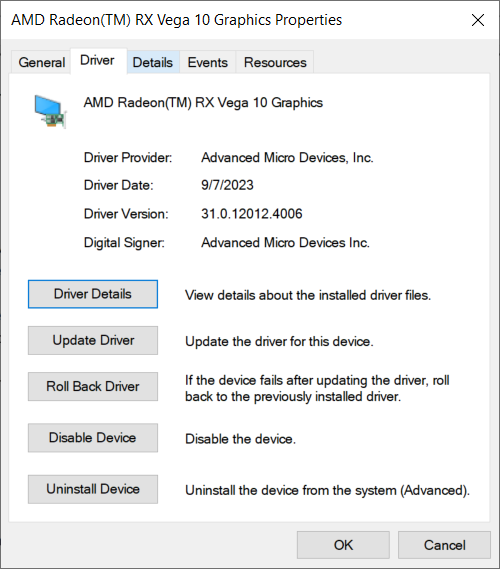 AMD Radeon(TM) RX Vega 10 Graphics Properties
General Driver Details Events Resources
AMD Radeon(TM) RX Vega 10 Graphics
Driver Provider: Advanced Micro Devices, Inc.
Driver Date: 9/7/2023
Driver Version: 31.0.12012.4006
Digital Signer: Advanced Micro Devices Inc.
Driver Details View details about the installed driver files.
Update Driver Update the driver for this device.
Roll Back Driver If the device fails after updating the driver, roll
back to the previously installed driver.
Disable Device Disable the device.
Uninstall Device Uninstall the device from the system (Advanced).
OK Cancel